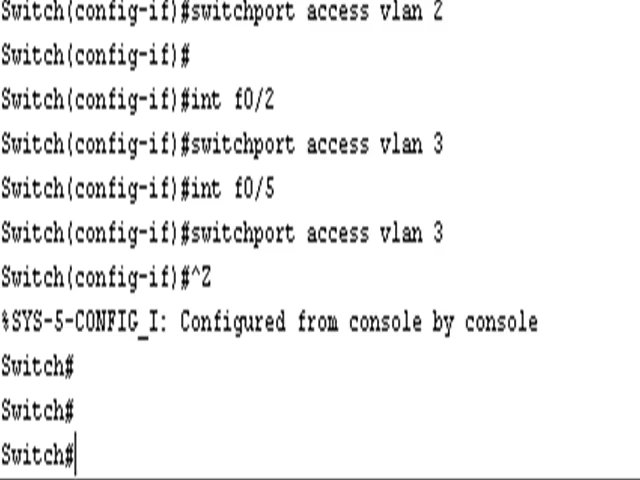 Switch(config-if)#switchport access vlan 2
Switch(config-if)#
Switch(config-if)#int f0/2
Switch(config-if)#switchport access vlan 3
Switch(config-if)#int f0/5
Switch(config-if)#switchport access vlan 3
Switch(config-if)#^Z
%SYS-5-CONFIG_I: Configured from console by console
Switch#
Switch#
Switch#